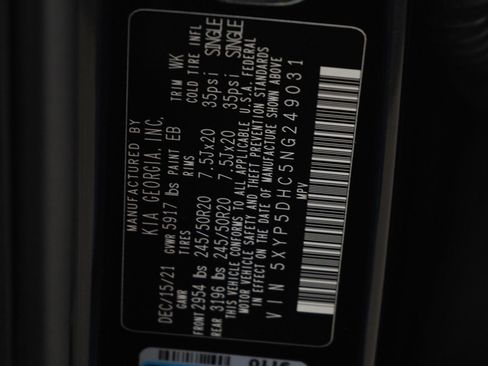 MANUFACTURED BY
KIA GEORGIA, INC.
DEC/15/21 GVWR 5917 lbs PAINT EB TRIM WK
GAWR TIRES RIMS COLD TIRE INFL
FRONT 2954 lbs 245/50R20 7.5Jx20 35psi SINGLE
REAR 3196 lbs 245/50R20 7.5Jx20 35psi SINGLE
THIS VEHICLE CONFORMS TO ALL APPLICABLE U.S.A. FEDERAL
MOTOR VEHICLE SAFETY AND THEFT PREVENTION STANDARDS
IN EFFECT ON THE DATE OF MANUFACTURE SHOWN ABOVE
VIN 5XYP5DHC5NG249031
MPV